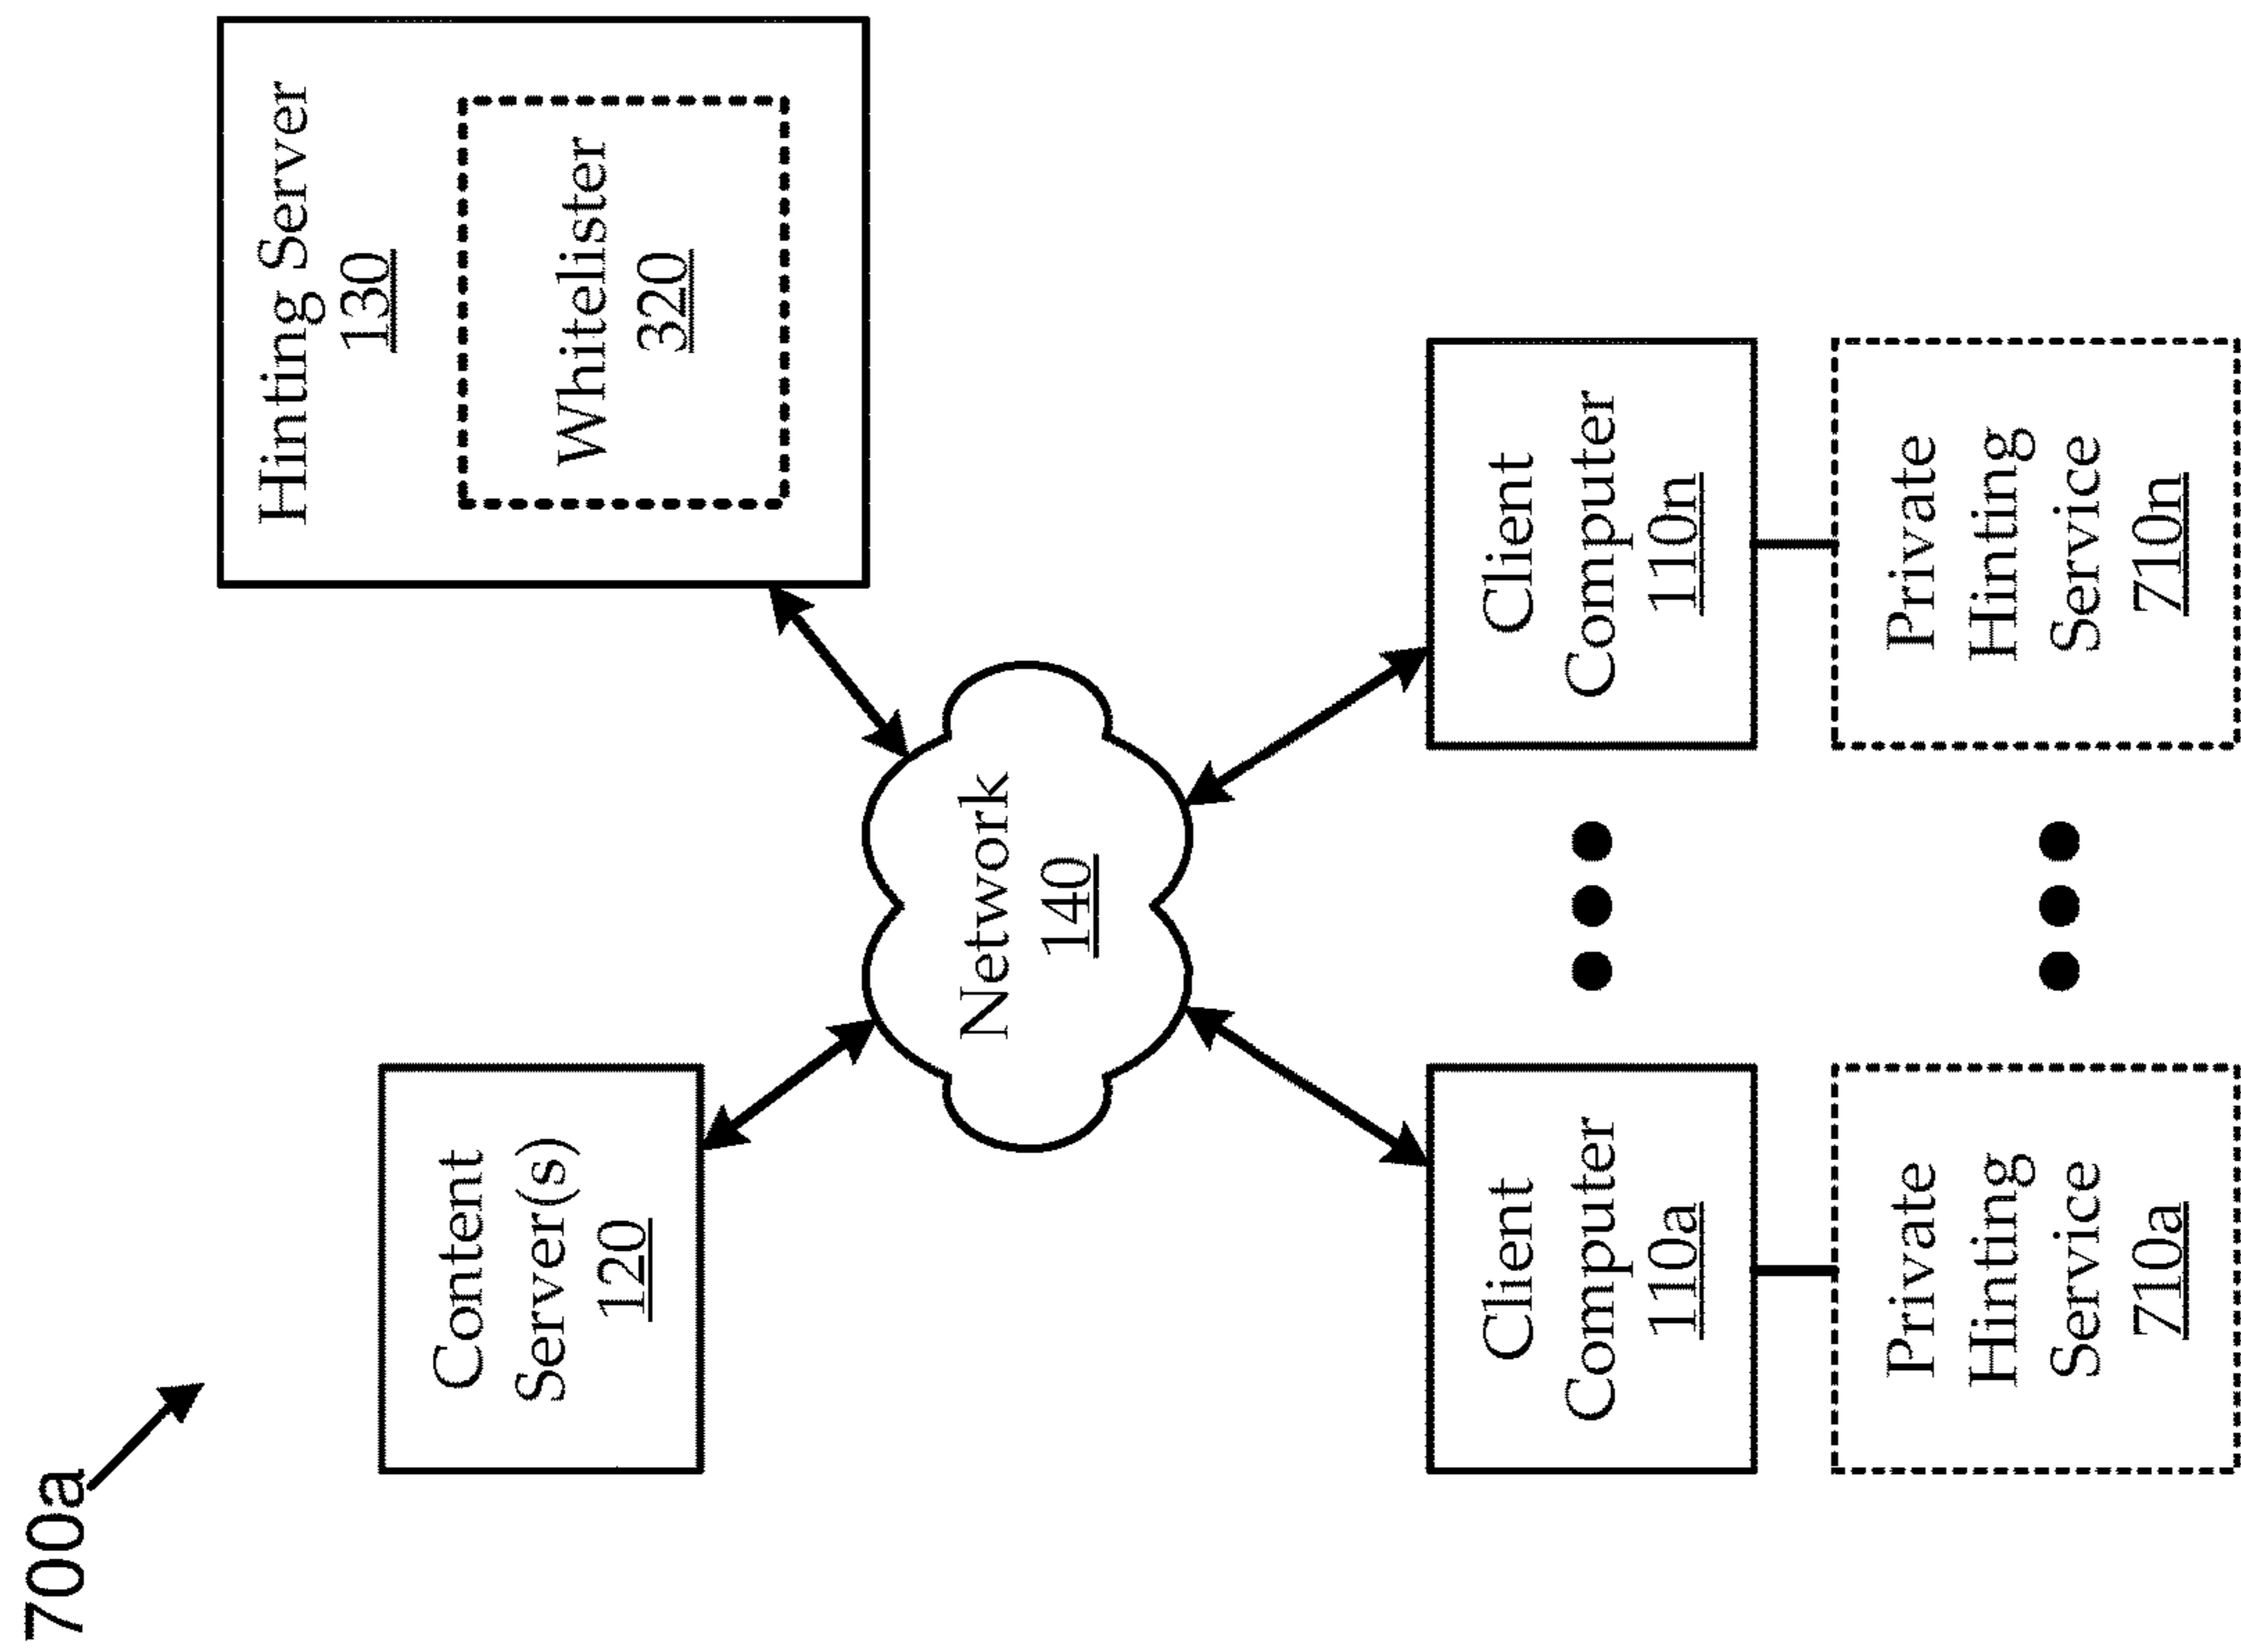 700a
Content
Server(s)
120
Hinting Server
130
Whitelister
320
Network
140
Client
Computer
110a
Client
Computer
110n
Private
Hinting
Service
710a
Private
Hinting
Service
710n